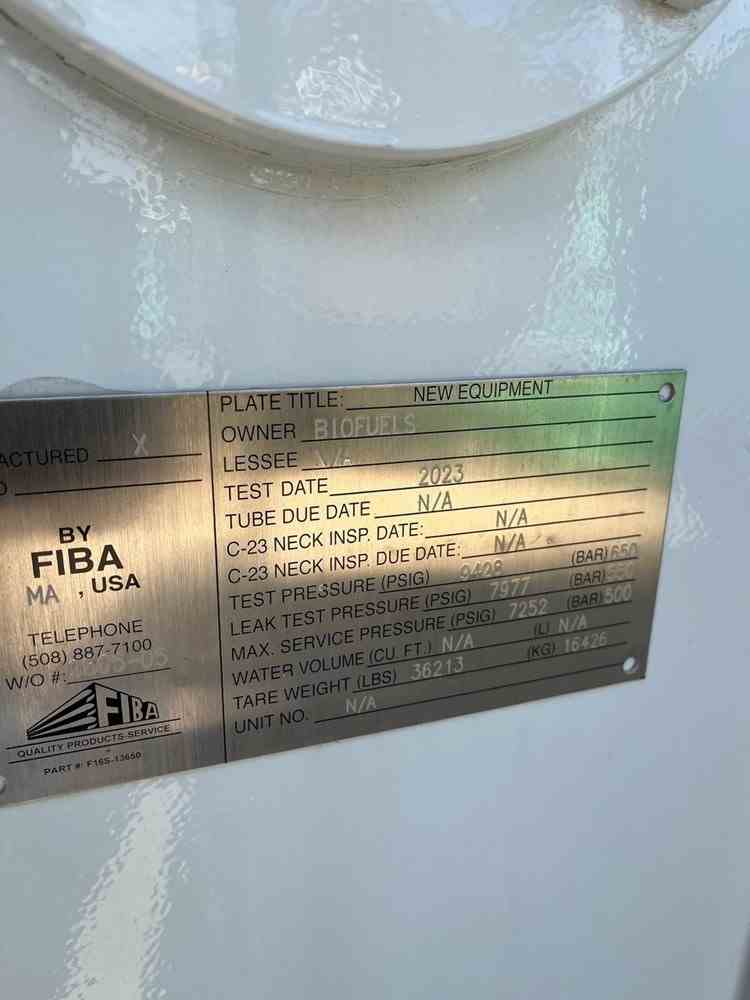 ACTURED X
BY
FIBA
MA , USA
TELEPHONE
(508) 887-7100
W/O #:
FIBA
QUALITY PRODUCTS-SERVICE
PART #: F16S-13650
PLATE TITLE: NEW EQUIPMENT
OWNER BIOFUELS
LESSEE N/A
TEST DATE 2023
TUBE DUE DATE N/A
C-23 NECK INSP. DATE: N/A
C-23 NECK INSP. DUE DATE: N/A
TEST PRESSURE (PSIG) 9428 (BAR) 650
LEAK TEST PRESSURE (PSIG) 7977 (BAR) 550
MAX. SERVICE PRESSURE (PSIG) 7252 (BAR) 500
WATER VOLUME (CU. FT.) N/A (L) N/A
TARE WEIGHT (LBS) 36213 (KG) 16426
UNIT NO. N/A